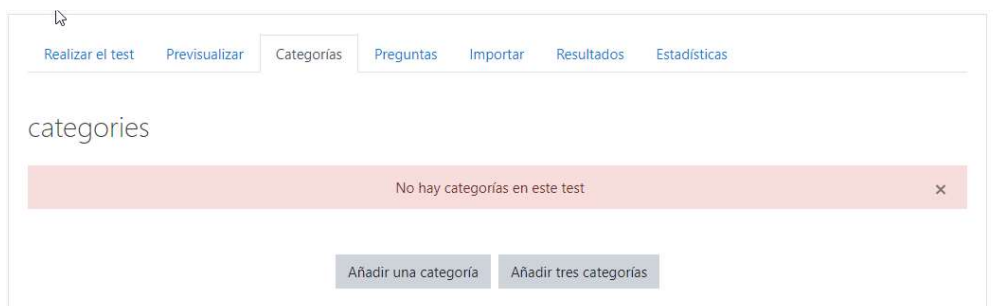 Realizar el test Previsualizar Categorías Preguntas Importar Resultados Estadísticas
categories
No hay categorías en este test ×
Añadir una categoría Añadir tres categorías